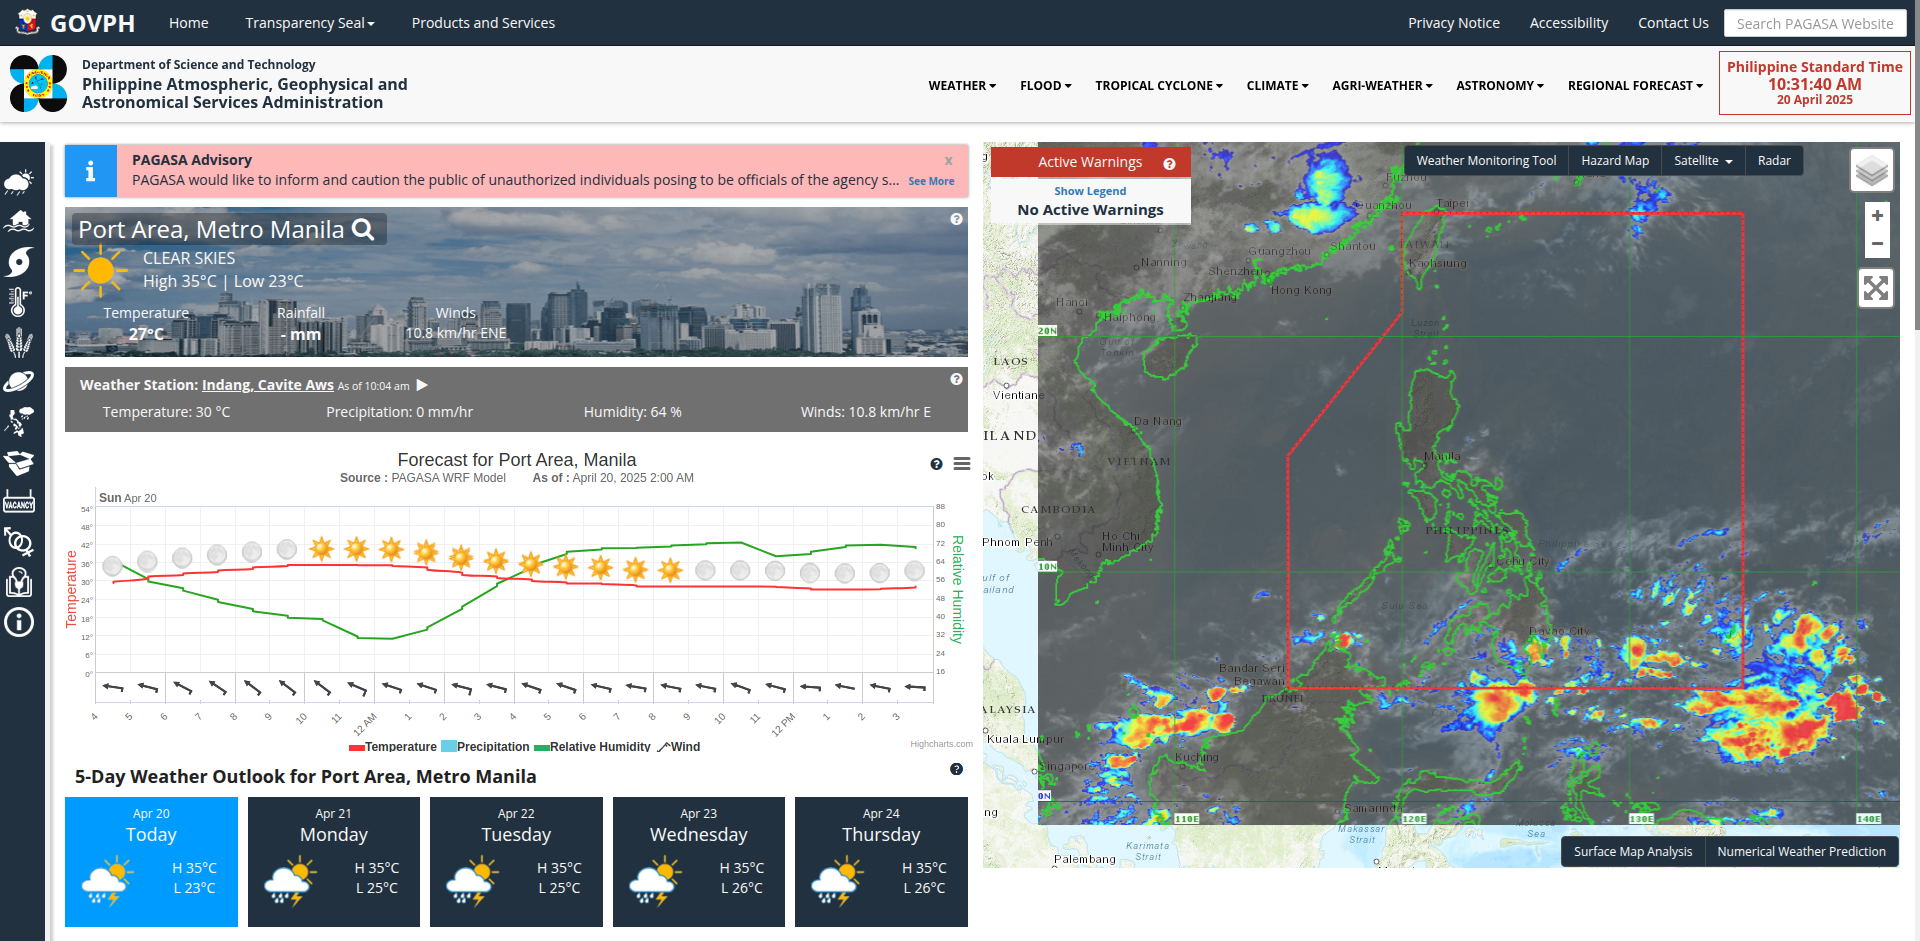 GOVPH
Home
Transparency Seal
Products and Services
Privacy Notice
Accessibility
Contact Us
Search PAGASA Website
Department of Science and Technology
Philippine Atmospheric, Geophysical and
Astronomical Services Administration
WEATHER
FLOOD
TROPICAL CYCLONE
CLIMATE
AGRI-WEATHER
ASTRONOMY
REGIONAL FORECAST
Philippine Standard Time
10:31:40 AM
20 April 2025
VACANCY
PAGASA Advisory
x
PAGASA would like to inform and caution the public of unauthorized individuals posing to be officials of the agency s... See More
Port Area, Metro Manila
CLEAR SKIES
High 35°C | Low 23°C
Temperature
Rainfall
Winds
27°C
- mm
10.8 km/hr ENE
Weather Station: Indang, Cavite Aws As of 10:04 am
Temperature: 30 °C
Precipitation: 0 mm/hr
Humidity: 64 %
Winds: 10.8 km/hr E
Forecast for Port Area, Manila
Source : PAGASA WRF Model As of : April 20, 2025 2:00 AM
Sun Apr 20
54°
48°
42°
36°
30°
24°
18°
12°
6°
0°
Temperature
88
80
72
64
56
48
40
32
24
16
Relative Humidity
4 5 6 7 8 9 10 11 12 AM 1 2 3 4 5 6 7 8 9 10 11 12 PM 1 2 3
Temperature Precipitation Relative Humidity Wind
Highcharts.com
5-Day Weather Outlook for Port Area, Metro Manila
Apr 20
Today
H 35°C
L 23°C
Apr 21
Monday
H 35°C
L 25°C
Apr 22
Tuesday
H 35°C
L 25°C
Apr 23
Wednesday
H 35°C
L 26°C
Apr 24
Thursday
H 35°C
L 26°C
Active Warnings
Show Legend
No Active Warnings
Weather Monitoring Tool
Hazard Map
Satellite
Radar
+
−
Fuzhou
Quanzhou
Taipei
TAIWAN
Kaohsiung
Shantou
Guangzhou
Shenzhen
Hong Kong
Nanning
Zhanjiang
Hanoi
Haiphong
Gulf of
Tonkin
Luzon
Strait
20N
LAOS
Vientiane
Da Nang
ILAND
VIETNAM
Manila
ok
CAMBODIA
Phnom Penh
Ho Chi
Minh City
PHILIPPINES
Cebu City
10N
ulf of
ailand
Sulu Sea
Davao City
Bandar Seri
Begawan
BRUNEI
ALAYSIA
Kuala Lumpur
Kuching
Singapore
0N
Samarinda
ng
110E
120E
130E
140E
Makassar
Strait
Molucca
Sea
Karimata
Strait
Palembang
Surface Map Analysis
Numerical Weather Prediction